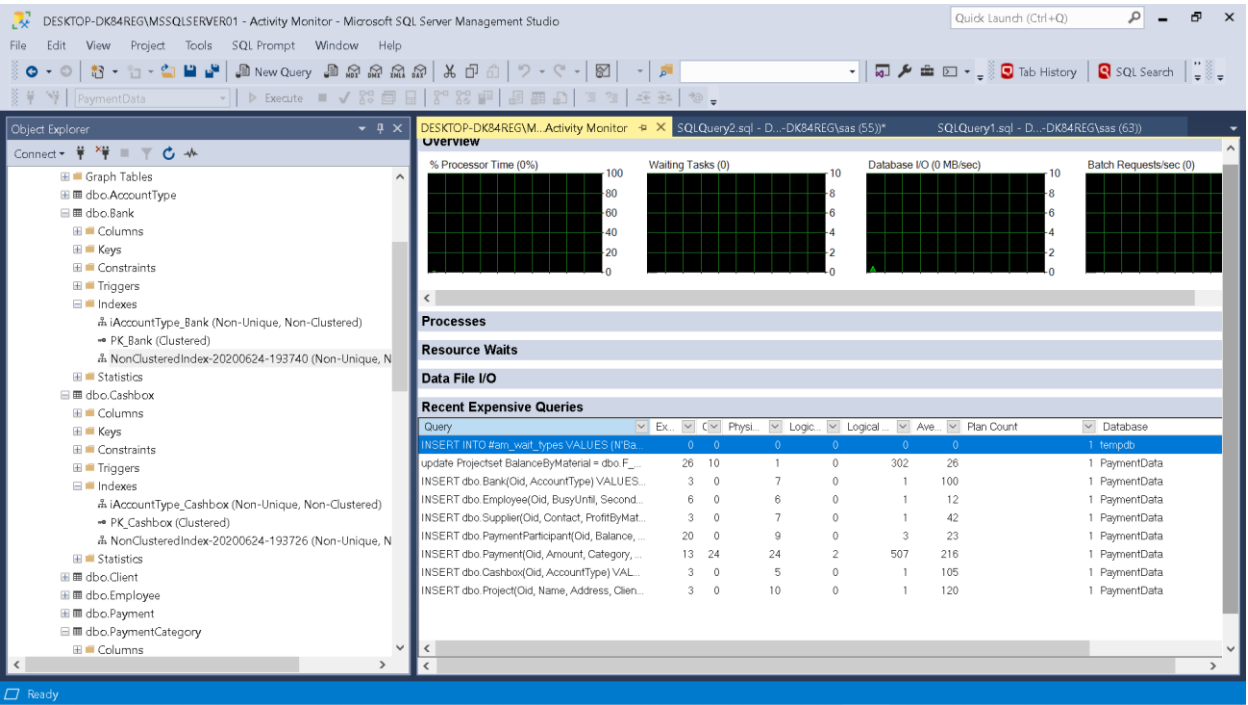 DESKTOP-DK84REG\MSSQLSERVER01 - Activity Monitor - Microsoft SQL Server Management Studio
Quick Launch (Ctrl+Q)
File Edit View Project Tools SQL Prompt Window Help
New Query MDX DMX XMLA DAX Tab History SQL Search
PaymentData Execute
Object Explorer
Connect
Graph Tables
dbo.AccountType
dbo.Bank
Columns
Keys
Constraints
Triggers
Indexes
iAccountType_Bank (Non-Unique, Non-Clustered)
PK_Bank (Clustered)
NonClusteredIndex-20200624-193740 (Non-Unique, N
Statistics
dbo.Cashbox
Columns
Keys
Constraints
Triggers
Indexes
iAccountType_Cashbox (Non-Unique, Non-Clustered)
PK_Cashbox (Clustered)
NonClusteredIndex-20200624-193726 (Non-Unique, N
Statistics
dbo.Client
dbo.Employee
dbo.Payment
dbo.PaymentCategory
Columns
DESKTOP-DK84REG\M...Activity Monitor SQLQuery2.sql - D...-DK84REG\sas (55))* SQLQuery1.sql - D...-DK84REG\sas (63))
Overview
% Processor Time (0%) Waiting Tasks (0) Database I/O (0 MB/sec) Batch Requests/sec (0)
100 10 10
80 8 8
60 6 6
40 4 4
20 2 2
0 0 0
Processes
Resource Waits
Data File I/O
Recent Expensive Queries
Query Ex... C Physi... Logic... Logical ... Ave... Plan Count Database
INSERT INTO #am_wait_types VALUES (N'Ba... 0 0 0 0 0 0 1 tempdb
update Projectset BalanceByMaterial = dbo.F_... 26 10 1 0 302 26 1 PaymentData
INSERT dbo.Bank(Oid, AccountType) VALUES... 3 0 7 0 1 100 1 PaymentData
INSERT dbo.Employee(Oid, BusyUntil, Second... 6 0 6 0 1 12 1 PaymentData
INSERT dbo.Supplier(Oid, Contact, ProfitByMat... 3 0 7 0 1 42 1 PaymentData
INSERT dbo.PaymentParticipant(Oid, Balance, ... 20 0 9 0 3 23 1 PaymentData
INSERT dbo.Payment(Oid, Amount, Category, ... 13 24 24 2 507 216 1 PaymentData
INSERT dbo.Cashbox(Oid, AccountType) VAL... 3 0 5 0 1 105 1 PaymentData
INSERT dbo.Project(Oid, Name, Address, Clien... 3 0 10 0 1 120 1 PaymentData
Ready